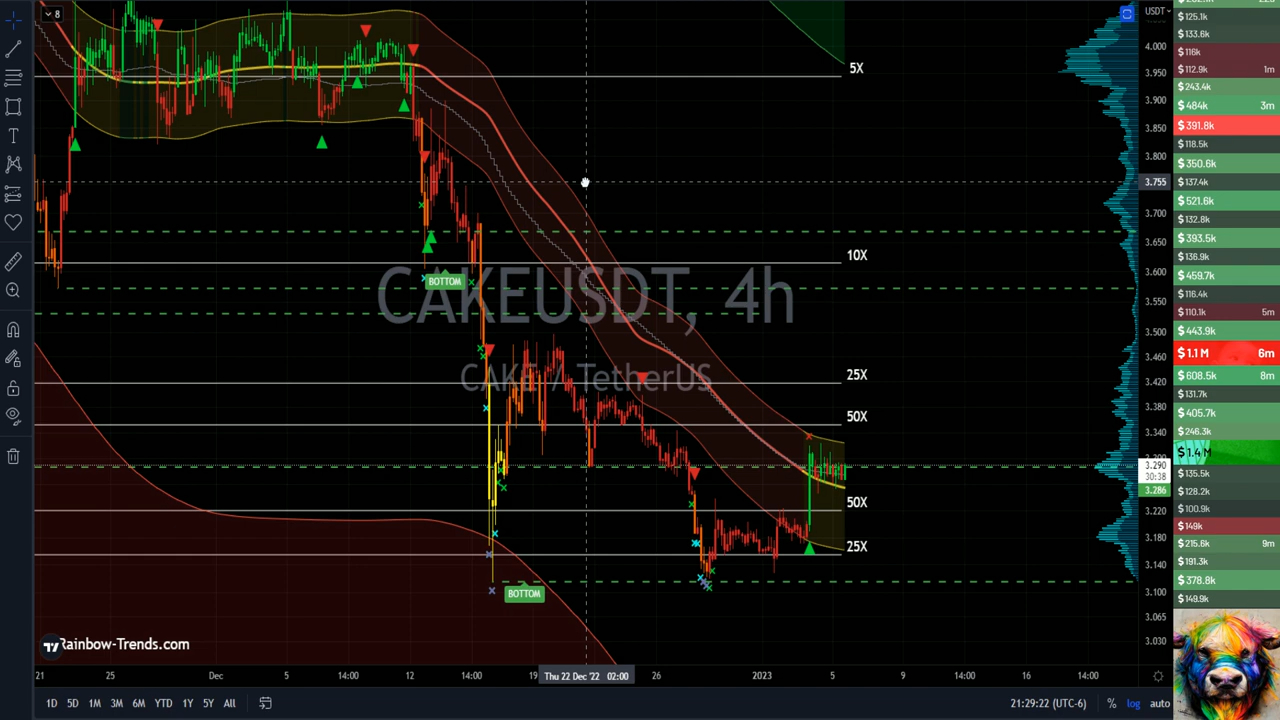 8
USDT
4.000
3.950
3.900
3.850
3.800
3.755
3.700
3.650
3.600
3.550
3.500
3.460
3.420
3.380
3.340
3.290
30:38
3.286
3.220
3.180
3.140
3.100
3.065
3.030
5X
10X
25X
50X
50X
25X
BOTTOM
BOTTOM
CAKEUSDT, 4h
CAKE / TetherUS
Rainbow-Trends.com
21
25
Dec
5
14:00
12
14:00
19
Thu 22 Dec '22 02:00
26
2023
5
9
14:00
16
14:00
1D 5D 1M 3M 6M YTD 1Y 5Y All
21:29:22 (UTC-6) % log auto
$ 125.1k
$ 133.6k
$ 116k
$ 112.9k 1m
$ 243.4k
$ 484k 3m
$ 391.8k
$ 118.5k
$ 350.6k
$ 137.4k
$ 521.6k
$ 132.8k
$ 393.5k
$ 136.9k
$ 459.7k
$ 116.4k
$ 110.1k 5m
$ 443.9k
$ 1.1 M 6m
$ 608.5k 8m
$ 131.7k
$ 405.7k
$ 246.3k
$ 1.4 M
$ 135.5k
$ 128.2k
$ 100.9k
$ 149k
$ 215.6k 9m
$ 191.3k
$ 378.8k
$ 149.9k